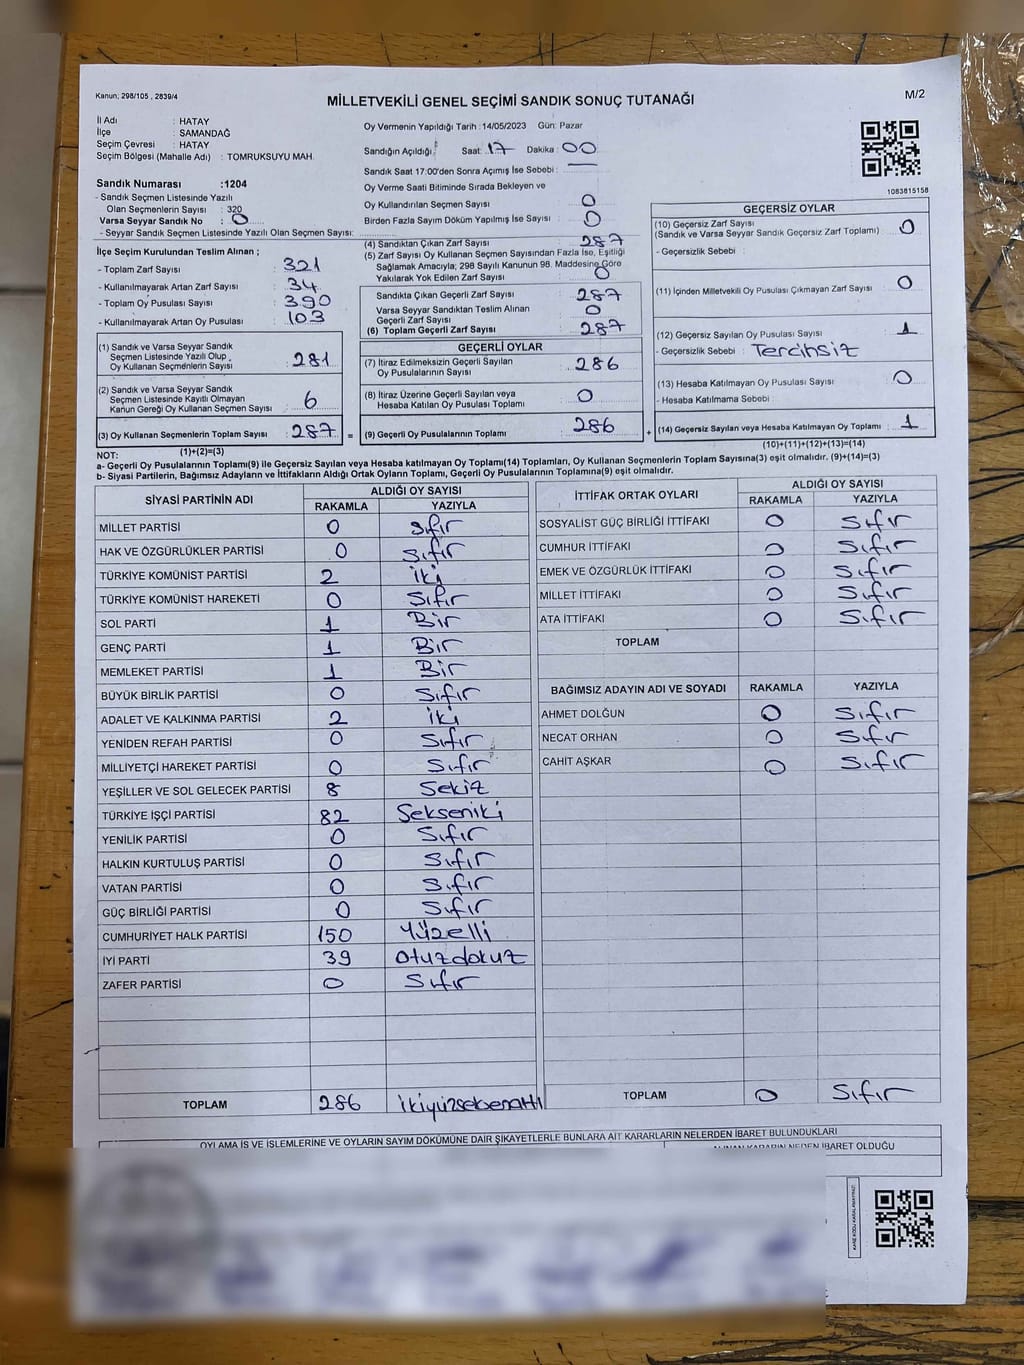 Kanun; 298/105 , 2839/4
MİLLETVEKİLİ GENEL SEÇİMİ SANDIK SONUÇ TUTANAĞI
M/2
İl Adı : HATAY
İlçe : SAMANDAĞ
Seçim Çevresi : HATAY
Seçim Bölgesi (Mahalle Adı) : TOMRUKSUYU MAH.
Sandık Numarası :1204
- Sandık Seçmen Listesinde Yazılı
Olan Seçmenlerin Sayısı : 320
Varsa Seyyar Sandık No : 0
- Seyyar Sandık Seçmen Listesinde Yazılı Olan Seçmen Sayısı:
Oy Vermenin Yapıldığı Tarih :14/05/2023 Gün: Pazar
Sandığın Açıldığı: Saat: 17 Dakika: 00
Sandık Saat 17:00'den Sonra Açımış İse Sebebi : —
Oy Verme Saati Bitiminde Sırada Bekleyen ve
Oy Kullandırılan Seçmen Sayısı : 0
Birden Fazla Sayım Döküm Yapılmış İse Sayısı : 0
1083815158
İlçe Seçim Kurulundan Teslim Alınan ;
- Toplam Zarf Sayısı : 321
- Kullanılmayarak Artan Zarf Sayısı : 34
- Toplam Oy Pusulası Sayısı : 390
- Kullanılmayarak Artan Oy Pusulası : 103
(1) Sandık ve Varsa Seyyar Sandık
Seçmen Listesinde Yazılı Olup
Oy Kullanan Seçmenlerin Sayısı : 281
(2) Sandık ve Varsa Seyyar Sandık
Seçmen Listesinde Kayıtlı Olmayan
Kanun Gereği Oy Kullanan Seçmen Sayısı : 6
(3) Oy Kullanan Seçmenlerin Toplam Sayısı : 287 =
(1)+(2)=(3)
(4) Sandıktan Çıkan Zarf Sayısı : 287
(5) Zarf Sayısı Oy Kullanan Seçmen Sayısından Fazla İse, Eşitliği
Sağlamak Amacıyla; 298 Sayılı Kanunun 98. Maddesine Göre
Yakılarak Yok Edilen Zarf Sayısı : 0
Sandıkta Çıkan Geçerli Zarf Sayısı : 287
Varsa Seyyar Sandıktan Teslim Alınan
Geçerli Zarf Sayısı : 0
(6) Toplam Geçerli Zarf Sayısı : 287
GEÇERLİ OYLAR
(7) İtiraz Edilmeksizin Geçerli Sayılan
Oy Pusulalarının Sayısı : 286
(8) İtiraz Üzerine Geçerli Sayılan veya
Hesaba Katılan Oy Pusulası Toplamı : 0
(9) Geçerli Oy Pusulalarının Toplamı : 286 +
GEÇERSİZ OYLAR
(10) Geçersiz Zarf Sayısı
(Sandık ve Varsa Seyyar Sandık Geçersiz Zarf Toplamı) : 0
- Geçersizlik Sebebi :
(11) İçinden Milletvekili Oy Pusulası Çıkmayan Zarf Sayısı : 0
(12) Geçersiz Sayılan Oy Pusulası Sayısı : 1
- Geçersizlik Sebebi : Tercihsiz
(13) Hesaba Katılmayan Oy Pusulası Sayısı : 0
- Hesaba Katılmama Sebebi :
(14) Geçersiz Sayılan veya Hesaba Katılmayan Oy Toplamı : 1
(10)+(11)+(12)+(13)=(14)
NOT:
a- Geçerli Oy Pusulalarının Toplamı(9) ile Geçersiz Sayılan veya Hesaba katılmayan Oy Toplamı(14) Toplamları, Oy Kullanan Seçmenlerin Toplam Sayısına(3) eşit olmalıdır. (9)+(14)=(3)
b- Siyasi Partilerin, Bağımsız Adayların ve İttifakların Aldığı Ortak Oyların Toplamı, Geçerli Oy Pusulalarının Toplamına(9) eşit olmalıdır.
SİYASİ PARTİNİN ADI ALDIĞI OY SAYISI
RAKAMLA YAZIYLA
MİLLET PARTİSİ 0 Sıfır
HAK VE ÖZGÜRLÜKLER PARTİSİ 0 Sıfır
TÜRKİYE KOMÜNİST PARTİSİ 2 iki
TÜRKİYE KOMÜNİST HAREKETİ 0 Sıfır
SOL PARTİ 1 Bir
GENÇ PARTİ 1 Bir
MEMLEKET PARTİSİ 1 Bir
BÜYÜK BİRLİK PARTİSİ 0 Sıfır
ADALET VE KALKINMA PARTİSİ 2 iki
YENİDEN REFAH PARTİSİ 0 Sıfır
MİLLİYETÇİ HAREKET PARTİSİ 0 Sıfır
YEŞİLLER VE SOL GELECEK PARTİSİ 8 Sekiz
TÜRKİYE İŞÇİ PARTİSİ 82 Sekseniki
YENİLİK PARTİSİ 0 Sıfır
HALKIN KURTULUŞ PARTİSİ 0 Sıfır
VATAN PARTİSİ 0 Sıfır
GÜÇ BİRLİĞİ PARTİSİ 0 Sıfır
CUMHURİYET HALK PARTİSİ 150 Yüzelli
İYİ PARTİ 39 Otuzdokuz
ZAFER PARTİSİ 0 Sıfır
TOPLAM 286 ikiyüzseksenaltı
İTTİFAK ORTAK OYLARI ALDIĞI OY SAYISI
RAKAMLA YAZIYLA
SOSYALİST GÜÇ BİRLİĞİ İTTİFAKI 0 Sıfır
CUMHUR İTTİFAKI 0 Sıfır
EMEK VE ÖZGÜRLÜK İTTİFAKI 0 Sıfır
MİLLET İTTİFAKI 0 Sıfır
ATA İTTİFAKI 0 Sıfır
TOPLAM
BAĞIMSIZ ADAYIN ADI VE SOYADI RAKAMLA YAZIYLA
AHMET DOLĞUN 0 Sıfır
NECAT ORHAN 0 Sıfır
CAHİT AŞKAR 0 Sıfır
TOPLAM 0 Sıfır
OYLAMA İŞ VE İŞLEMLERİNE VE OYLARIN SAYIM DÖKÜMÜNE DAİR ŞİKAYETLERLE BUNLARA AİT KARARLARIN NELERDEN İBARET BULUNDUKLARI
ALINAN KARARIN NEDEN İBARET OLDUĞU